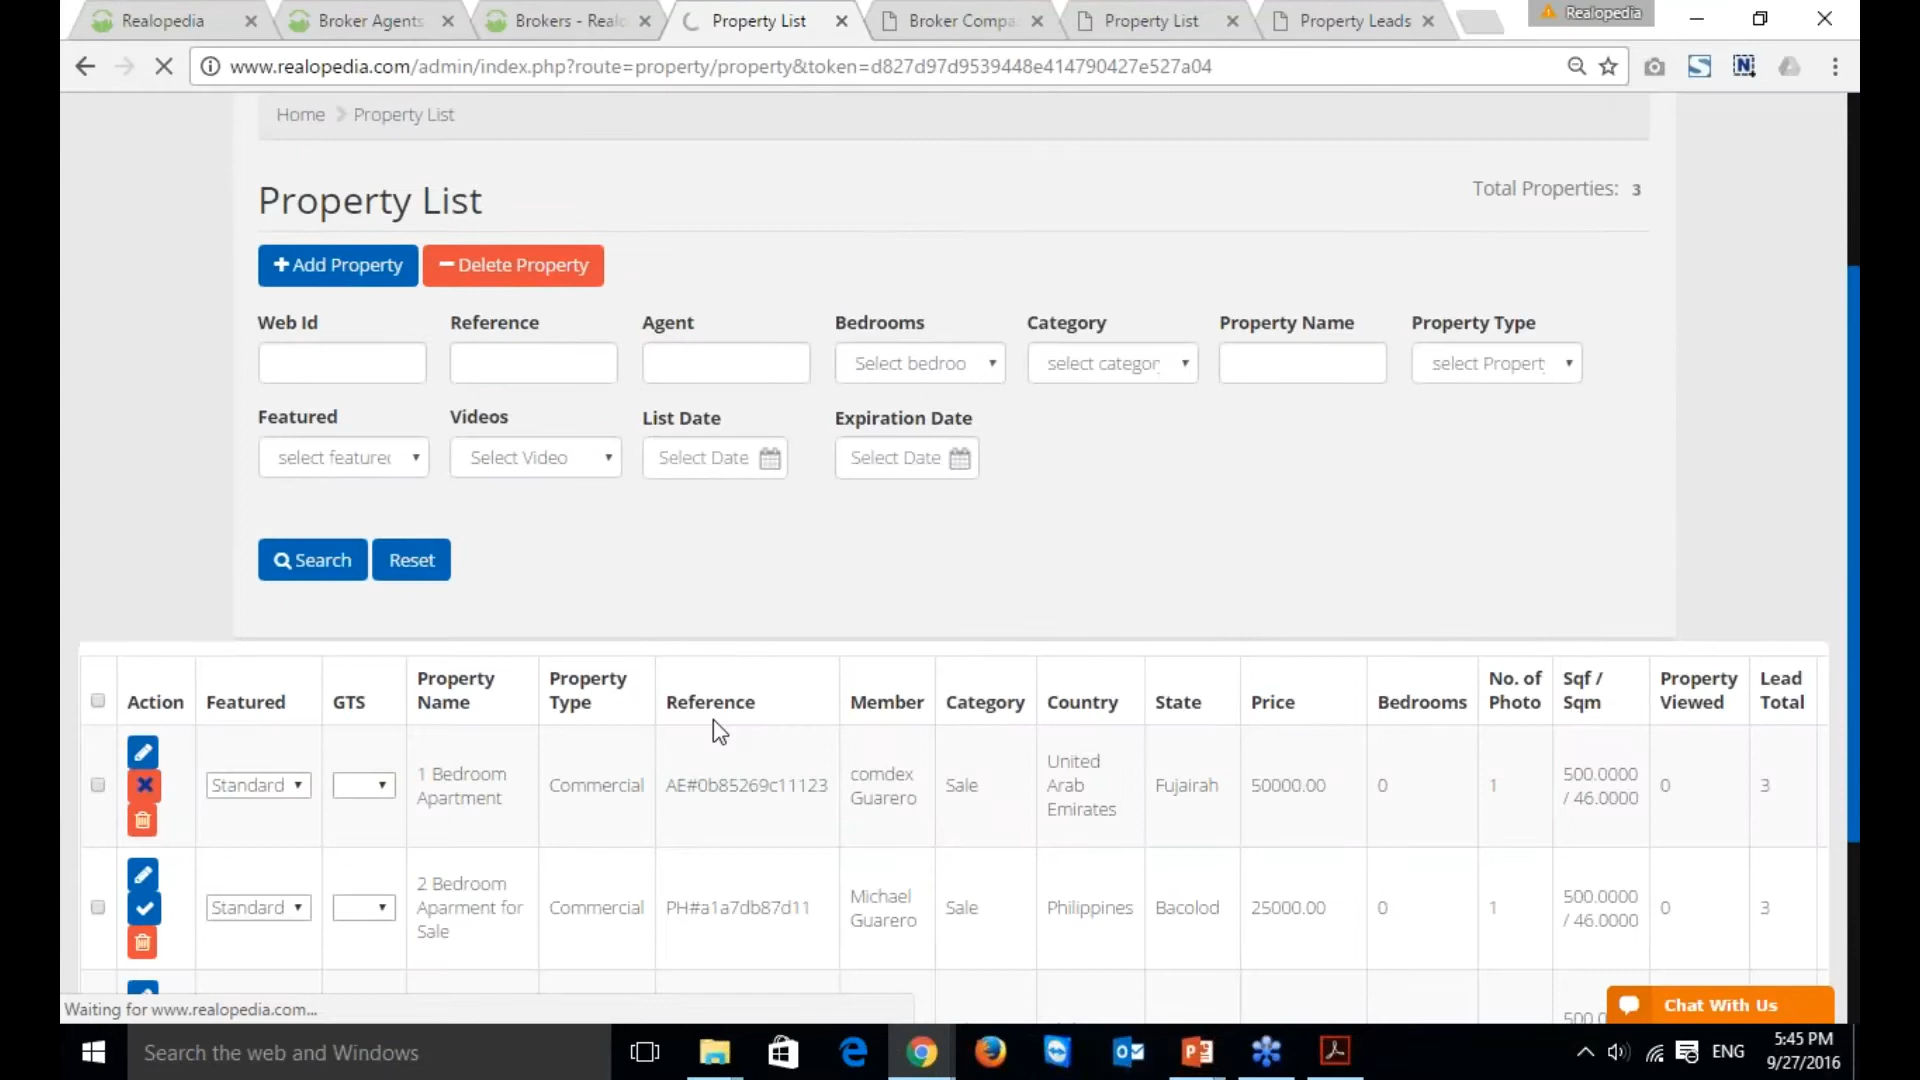 Realopedia
Broker Agents
Brokers - Realo
Property List
Broker Compa
Property List
Property Leads
Realopedia
www.realopedia.com/admin/index.php?route=property/property&token=d827d97d9539448e414790427e527a04
Home Property List
Property List
Total Properties: 3
Add Property
Delete Property
Web Id
Reference
Agent
Bedrooms
Category
Property Name
Property Type
Select bedroo
select categor
select Propert
Featured
Videos
List Date
Expiration Date
select featured
Select Video
Select Date
Select Date
Search
Reset
Action
Featured
GTS
Property Name
Property Type
Reference
Member
Category
Country
State
Price
Bedrooms
No. of Photo
Sqf / Sqm
Property Viewed
Lead Total
Standard
1 Bedroom Apartment
Commercial
AE#0b85269c11123
comdex Guarero
Sale
United Arab Emirates
Fujairah
50000.00
0
1
500.0000 / 46.0000
0
3
Standard
2 Bedroom Aparment for Sale
Commercial
PH#a1a7db87d11
Michael Guarero
Sale
Philippines
Bacolod
25000.00
0
1
500.0000 / 46.0000
0
3
Waiting for www.realopedia.com...
Chat With Us
Search the web and Windows
ENG
5:45 PM
9/27/2016